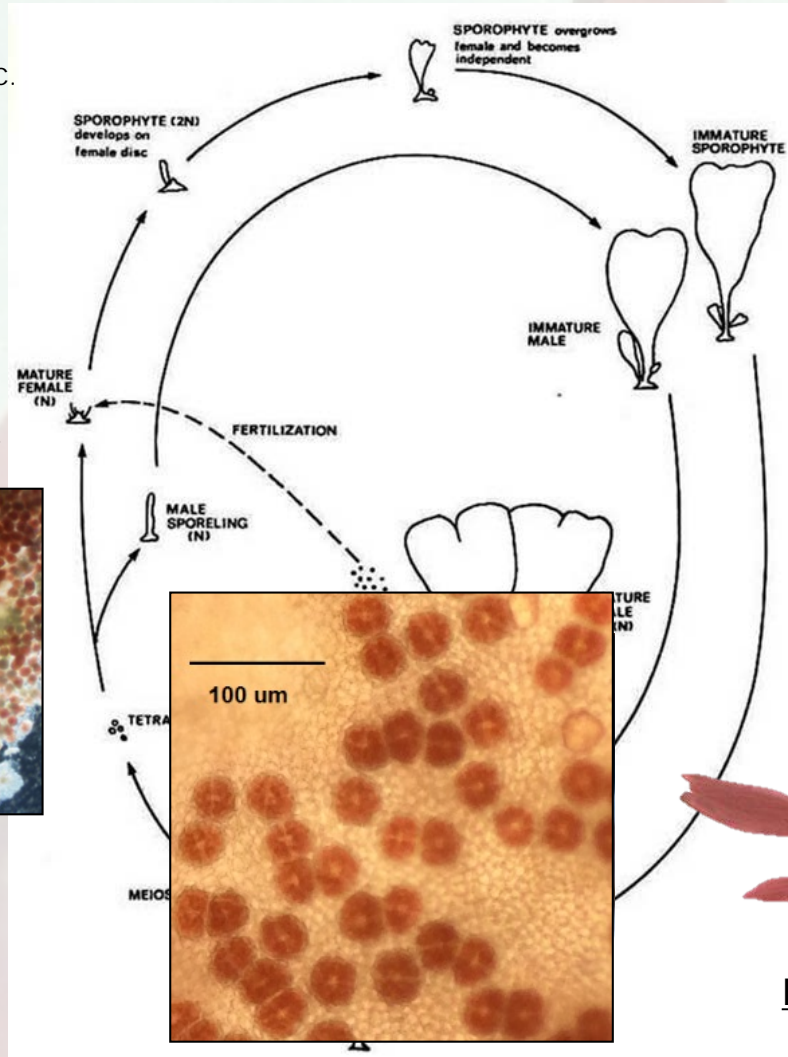 C.
SPOROPHYTE overgrows
female and becomes
independent
SPOROPHYTE (2N)
develops on
female disc
IMMATURE
SPOROPHYTE
IMMATURE
MALE
MATURE
FEMALE
(N)
FERTILIZATION
MALE
SPORELING
(N)
100 um